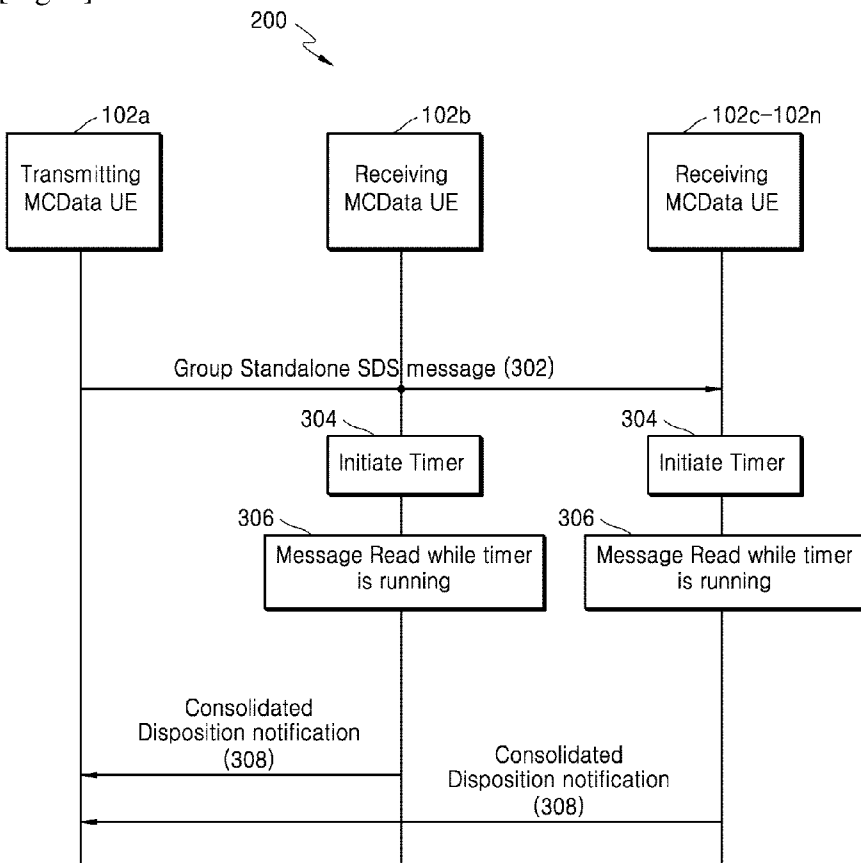 200
102a
102b
102c-102n
Transmitting
MCData UE
Receiving
MCData UE
Receiving
MCData UE
Group Standalone SDS message (302)
304
304
Initiate Timer
Initiate Timer
306
306
Message Read while timer
is running
Message Read while timer
is running
Consolidated
Disposition notification
(308)
Consolidated
Disposition notification
(308)